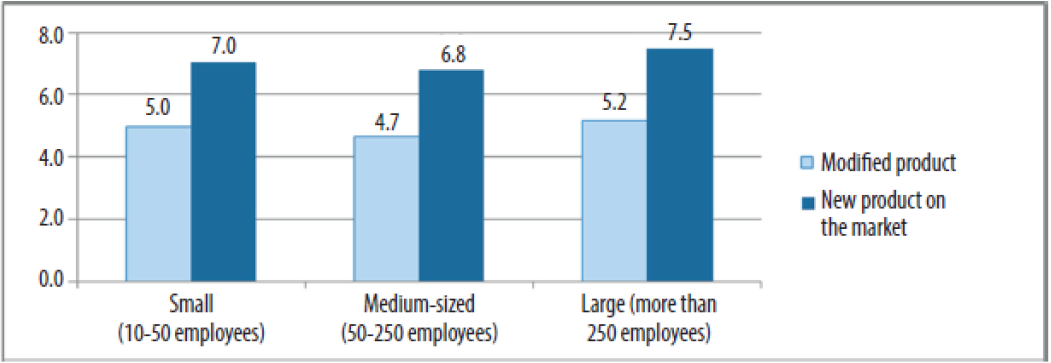 8.0
6.0
4.0
2.0
0.0
5.0
7.0
4.7
6.8
5.2
7.5
Small
(10-50 employees)
Medium-sized
(50-250 employees)
Large (more than
250 employees)
Modified product
New product on
the market